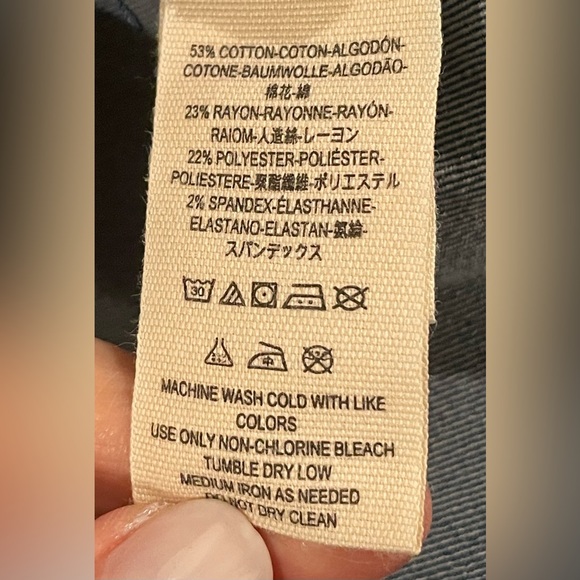 53% COTTON-COTON-ALGODÓN-
COTONE-BAUMWOLLE-ALGODÃO-
棉花-綿
23% RAYON-RAYONNE-RAYÓN-
RAIOM-人造絲-レーヨン
22% POLYESTER-POLIÉSTER-
POLIESTERE-聚酯纖維-ポリエステル
2% SPANDEX-ÉLASTHANNE-
ELASTANO-ELASTAN-氨綸-
スパンデックス
30
中
MACHINE WASH COLD WITH LIKE
COLORS
USE ONLY NON-CHLORINE BLEACH
TUMBLE DRY LOW
MEDIUM IRON AS NEEDED
DO NOT DRY CLEAN